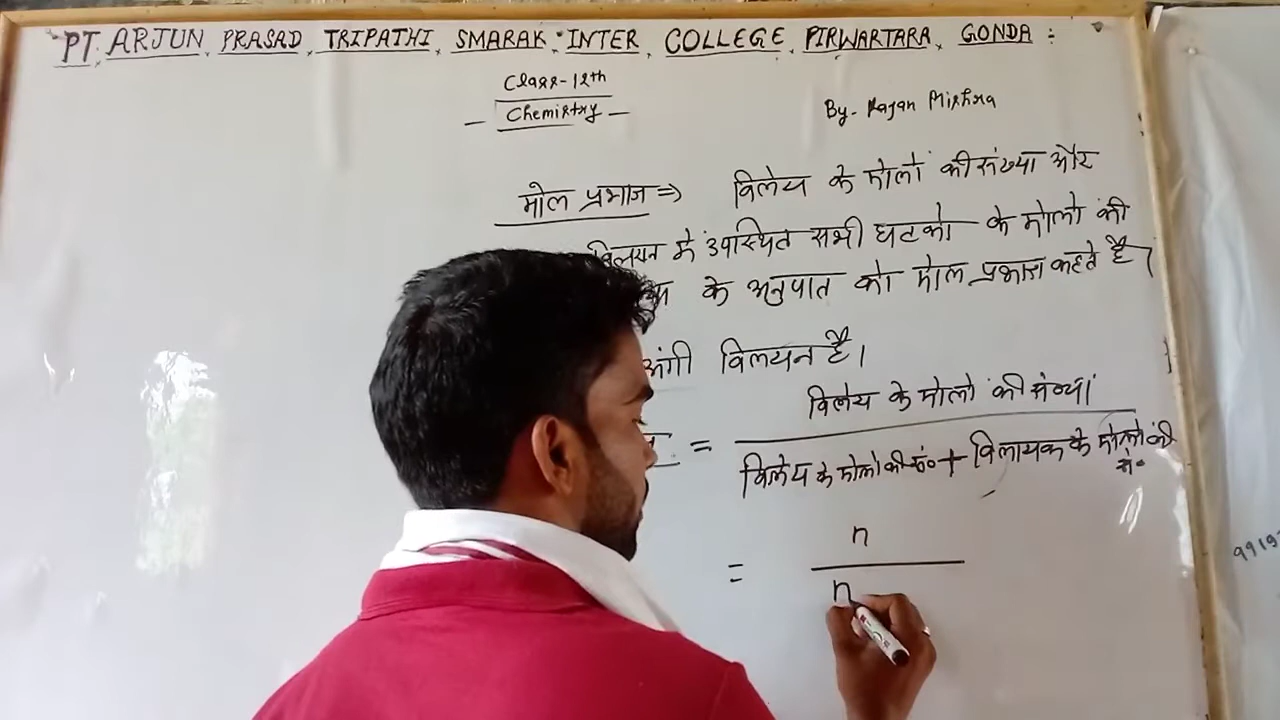 PT. ARJUN PRASAD TRIPATHI SMARAK INTER COLLEGE PIRWARTARA, GONDA :
Class-12th
Chemistry
By- Rajan Mishra
मोल प्रभाज ⇒ विलेय के मोलों की संख्या और
विलयन मे उपस्थित सभी घटको के मोलो की
के अनुपात को मोल प्रभाज कहते है।
अंगी विलयन है।
विलेय के मोलो की संख्या
=
विलेय के मोलो की सं० + विलायक के मोलो की सं०
n
=
n